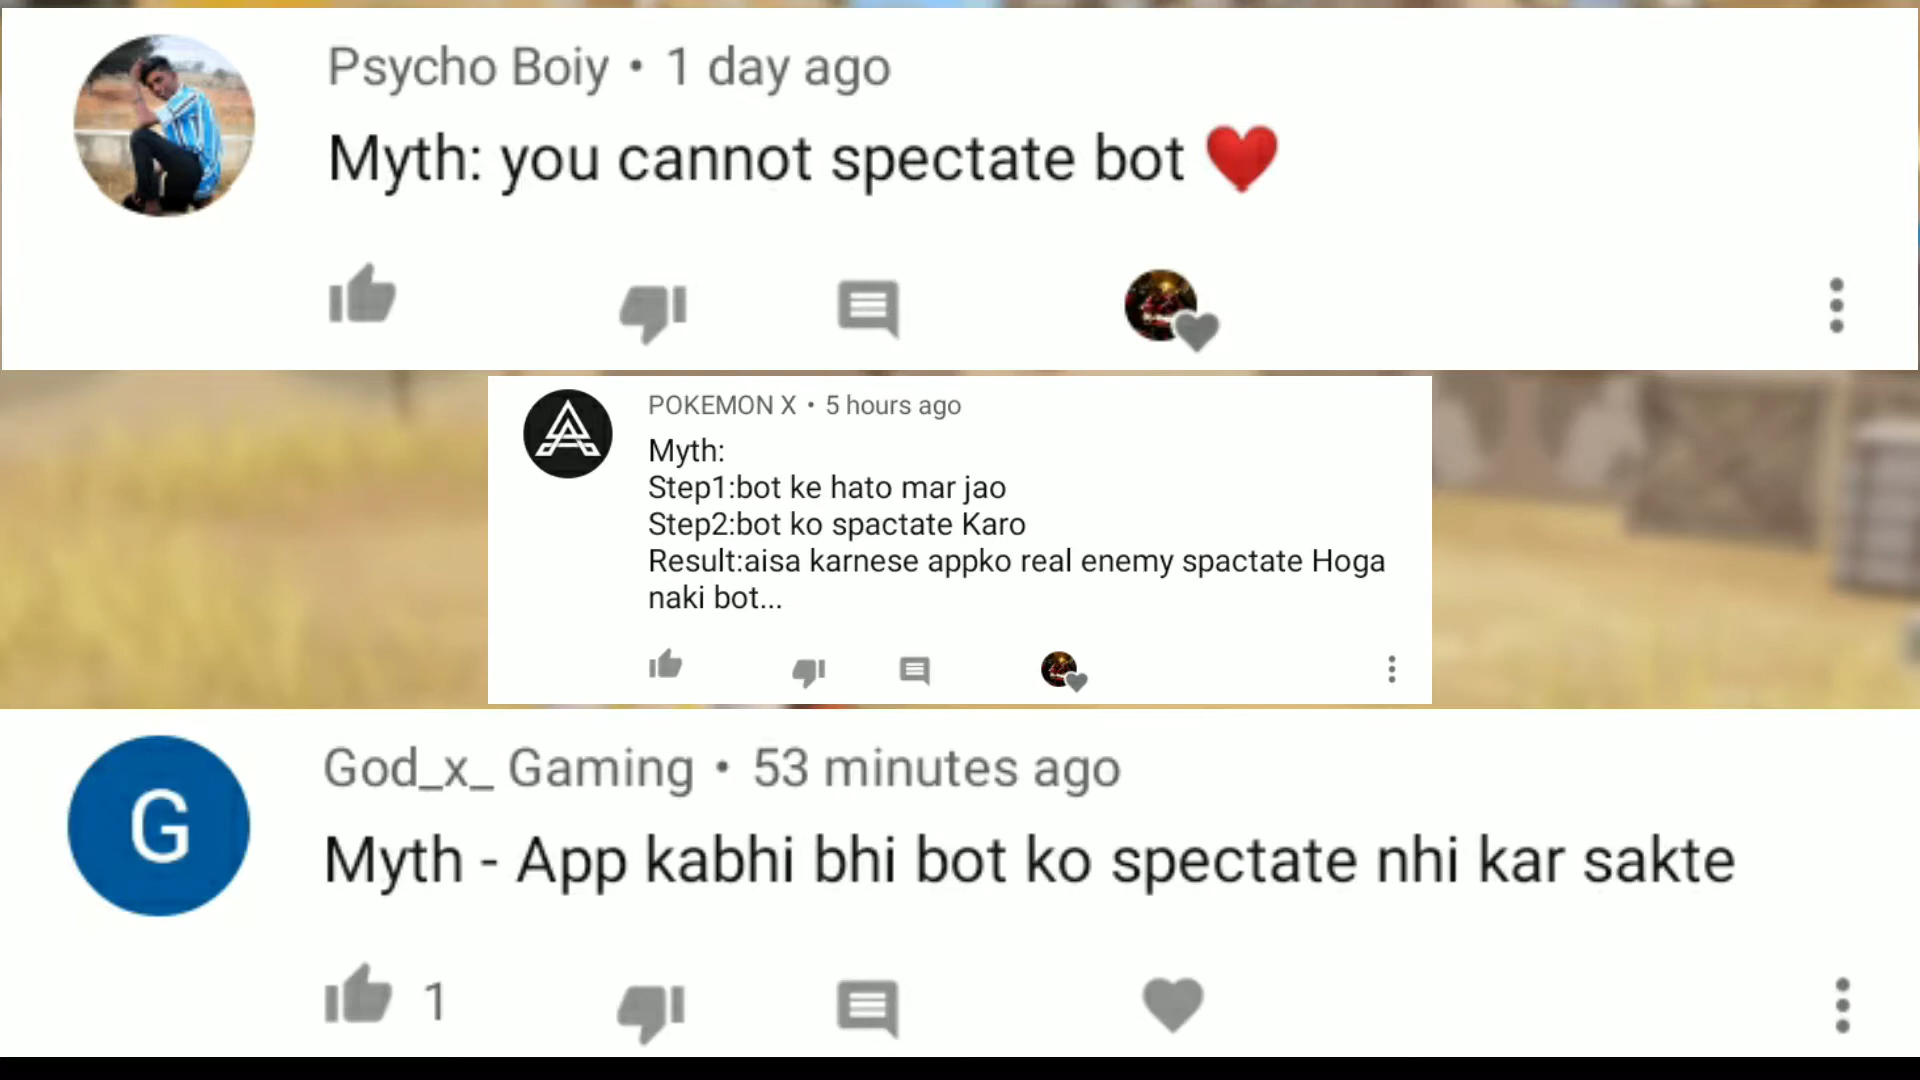 Psycho Boiy • 1 day ago
Myth: you cannot spectate bot ❤️
POKEMON X • 5 hours ago
Myth:
Step1:bot ke hato mar jao
Step2:bot ko spactate Karo
Result:aisa karnese appko real enemy spactate Hoga
naki bot...
G
God_x_ Gaming • 53 minutes ago
Myth - App kabhi bhi bot ko spectate nhi kar sakte
1